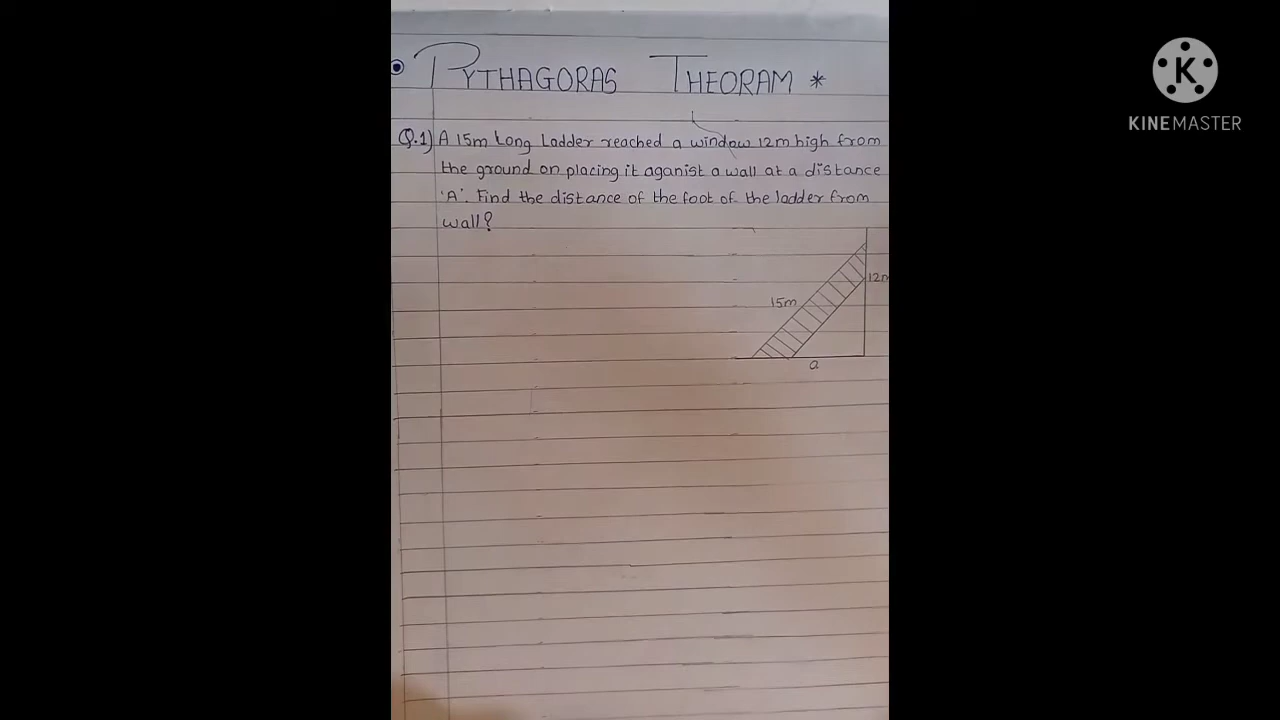 PYTHAGORAS THEORAM *
Q.1) A 15m Long Ladder reached a window 12m high from
the ground on placing it aganist a wall at a distance
'A'. Find the distance of the foot of the ladder from
wall?
12m
15m
a
K
KINEMASTER